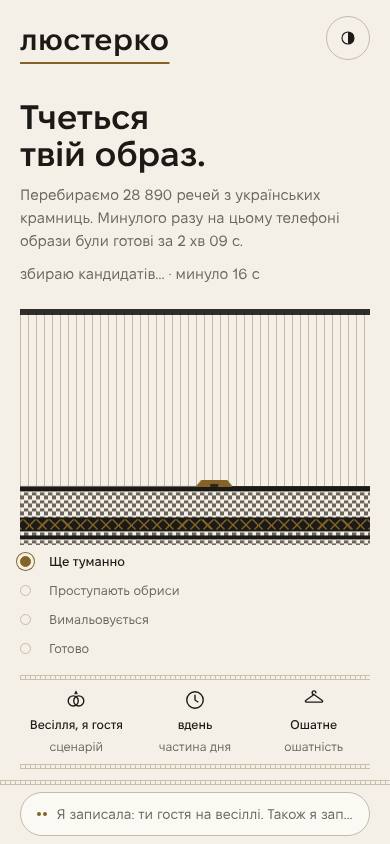 люстерко
Тчеться
твій образ.
Перебираємо 28 890 речей з українських
крамниць. Минулого разу на цьому телефоні
образи були готові за 2 хв 09 с.
збираю кандидатів… · минуло 16 с
Ще туманно
Проступають обриси
Вимальовується
Готово
Весілля, я гостя
сценарій
вдень
частина дня
Ошатне
ошатність
Я записала: ти гостя на весіллі. Також я зап…